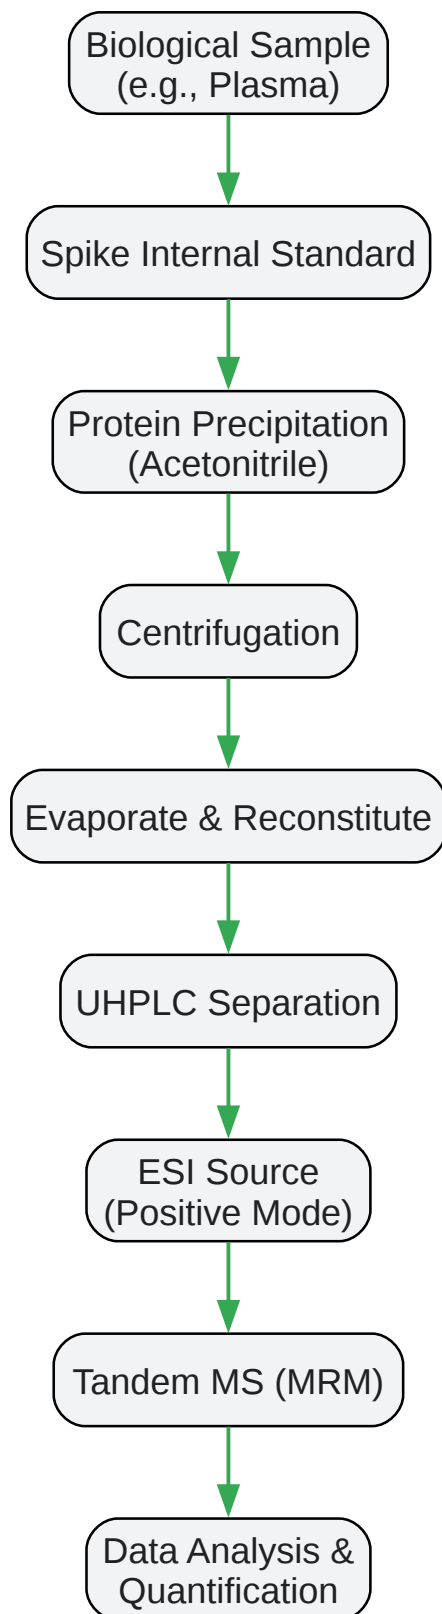 Biological Sample
(e.g., Plasma)
Spike Internal Standard
Protein Precipitation
(Acetonitrile)
Centrifugation
Evaporate & Reconstitute
UHPLC Separation
ESI Source
(Positive Mode)
Tandem MS (MRM)
Data Analysis &
Quantification